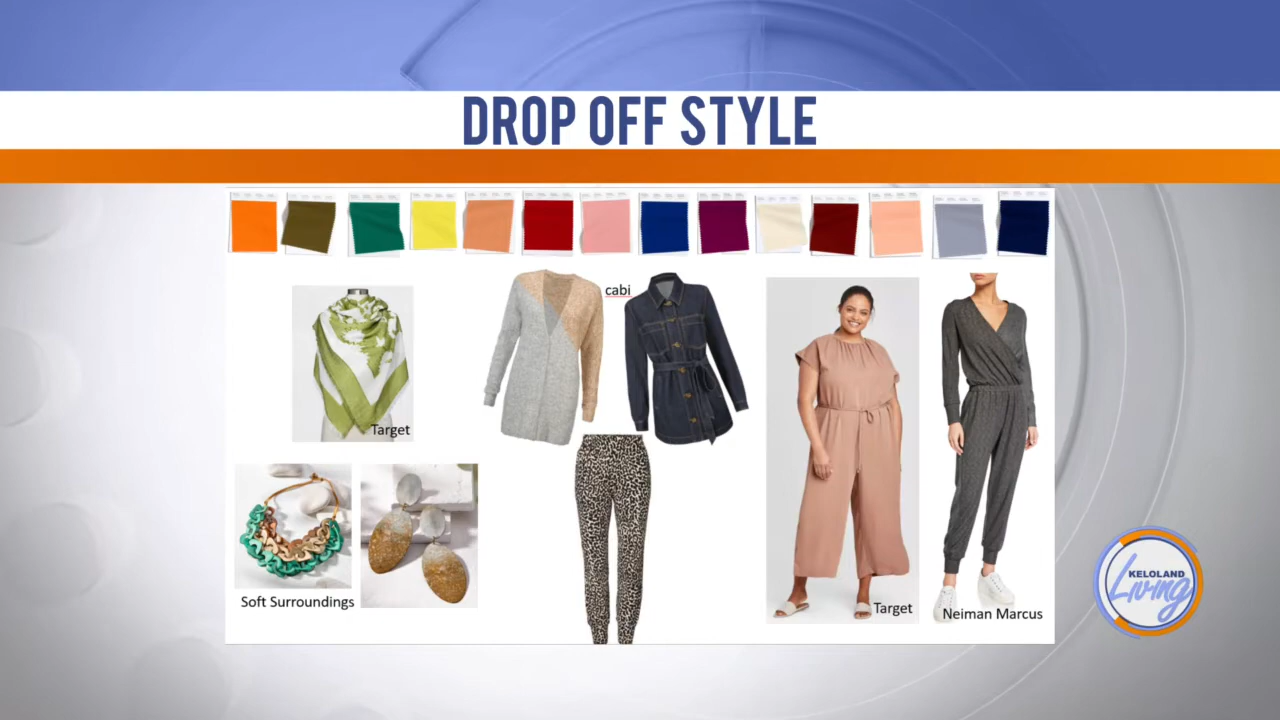 DROP OFF STYLE
cabi
Target
Soft Surroundings
Target
Neiman Marcus
KELOLAND
Living